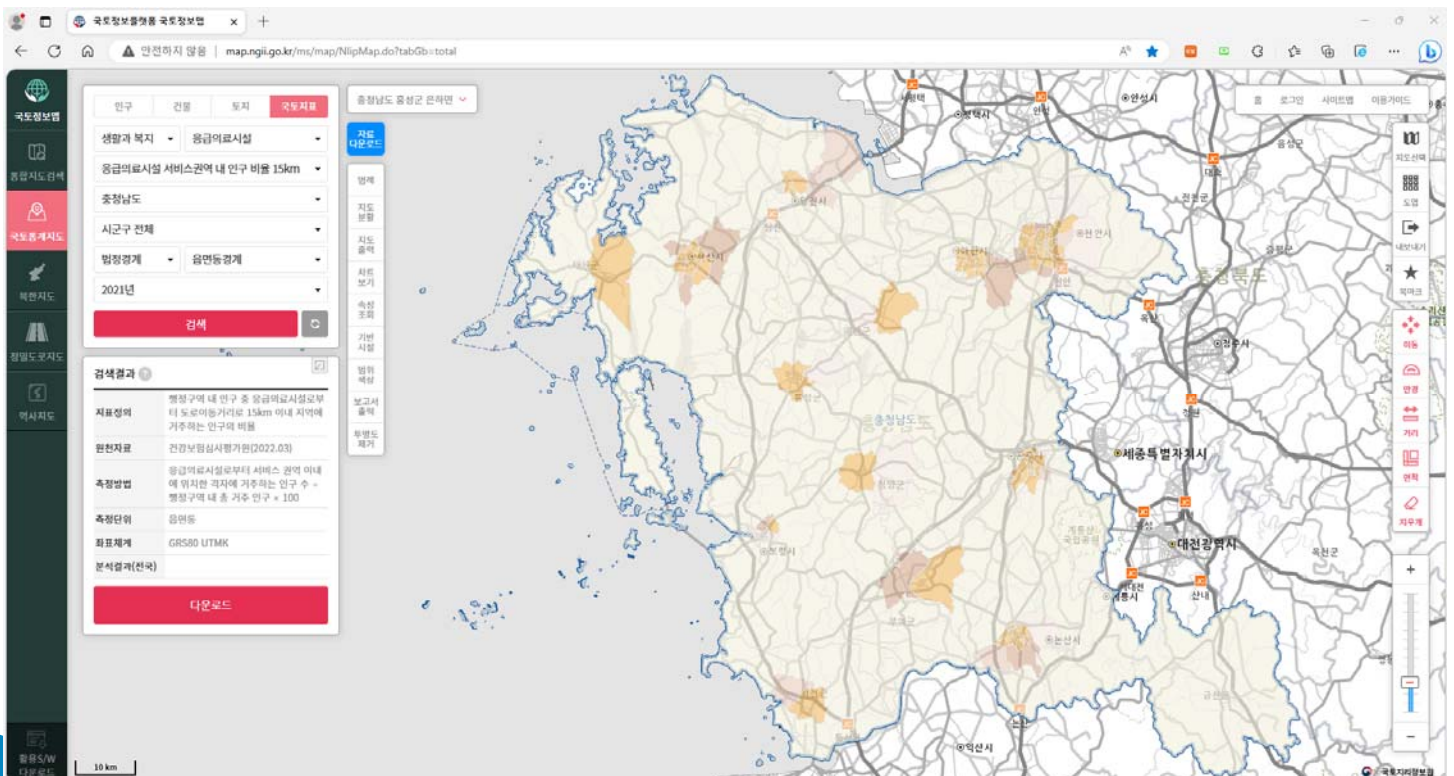 국토정보플랫폼 국토정보맵
안전하지 않음 | map.ngii.go.kr/ms/map/NlipMap.do?tabGb=total
국토정보맵
통합지도검색
국토통계지도
북한지도
정밀도로지도
역사지도
활용S/W
다운로드
인구
건물
토지
국토지표
생활과 복지
응급의료시설
응급의료시설 서비스권역 내 인구 비율 15km
충청남도
시군구 전체
법정경계
읍면동경계
2021년
검색
검색결과
지표정의
행정구역 내 인구 중 응급의료시설로부
터 도로이동거리로 15km 이내 지역에
거주하는 인구의 비율
원천자료
건강보험심사평가원(2022.03)
측정방법
응급의료시설로부터 서비스 권역 이내
에 위치한 격자에 거주하는 인구 수 ÷
행정구역 내 총 거주 인구 × 100
측정단위
읍면동
좌표체계
GRS80 UTMK
분석결과(전국)
다운로드
충청남도 홍성군 은하면
자료
다운로드
범례
지도
분할
지도
출력
차트
보기
속성
조회
기반
시설
범위
색상
보고서
출력
투명도
제거
홈
로그인
사이트맵
이용가이드
지도선택
도엽
내보내기
북마크
이동
반경
거리
면적
지우개
안성시
평택시
음성군
진천군
증평군
천안시
충청북도
청주시
충청남도
세종특별자치시
대전광역시
계룡산
국립공원
옥천군
청양군
보령시
논산시
계룡시
산내
익산시
논산
10 km
국토지리정보원